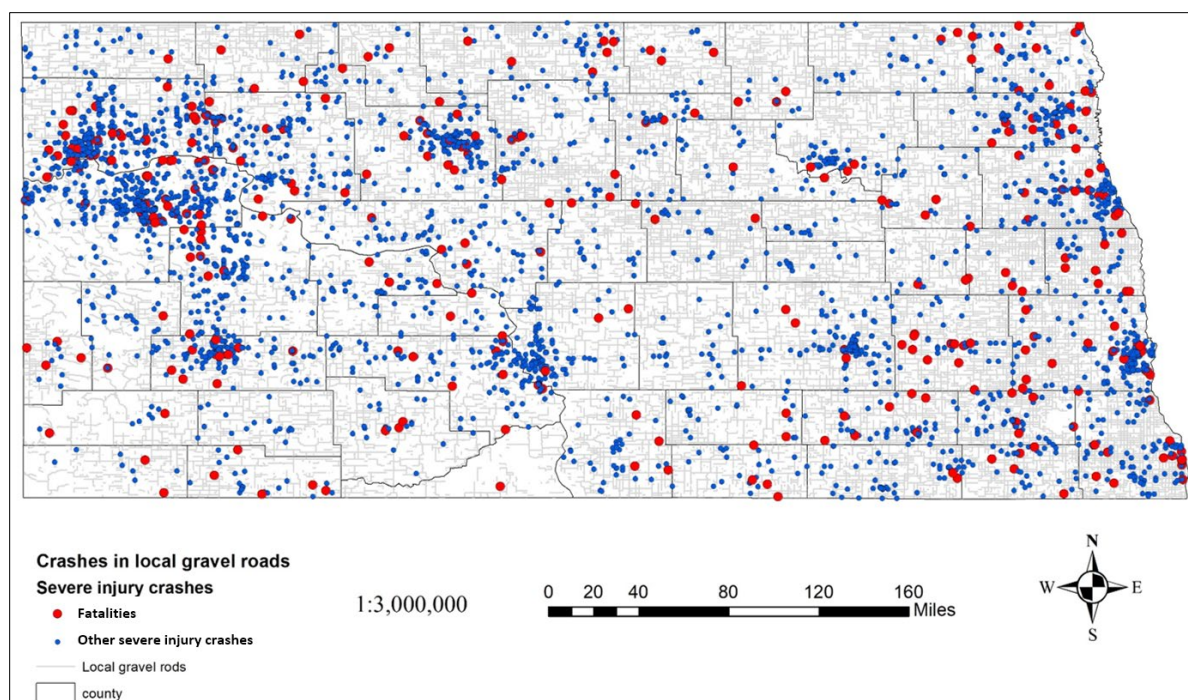 Crashes in local gravel roads
Severe injury crashes
Fatalities
Other severe injury crashes
Local gravel rods
county
1:3,000,000
0 20 40 80 120 160
Miles
N
W E
S